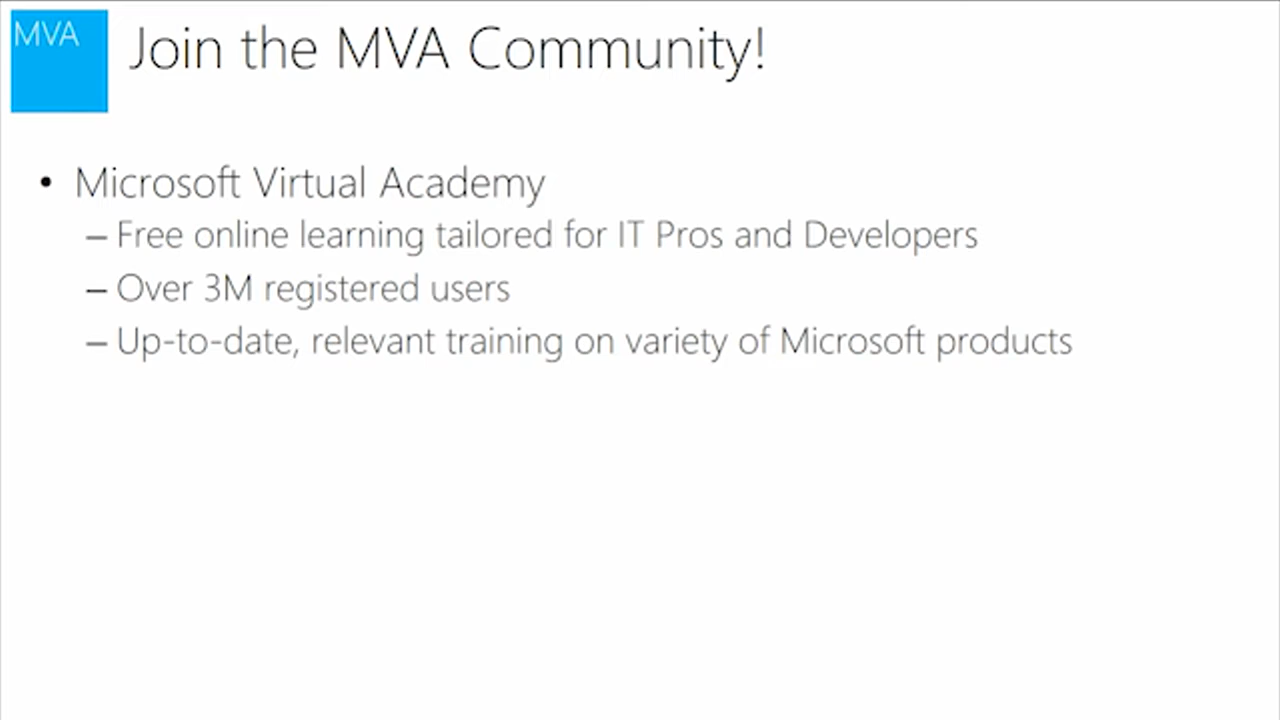 MVA
Join the MVA Community!
• Microsoft Virtual Academy
– Free online learning tailored for IT Pros and Developers
– Over 3M registered users
– Up-to-date, relevant training on variety of Microsoft products